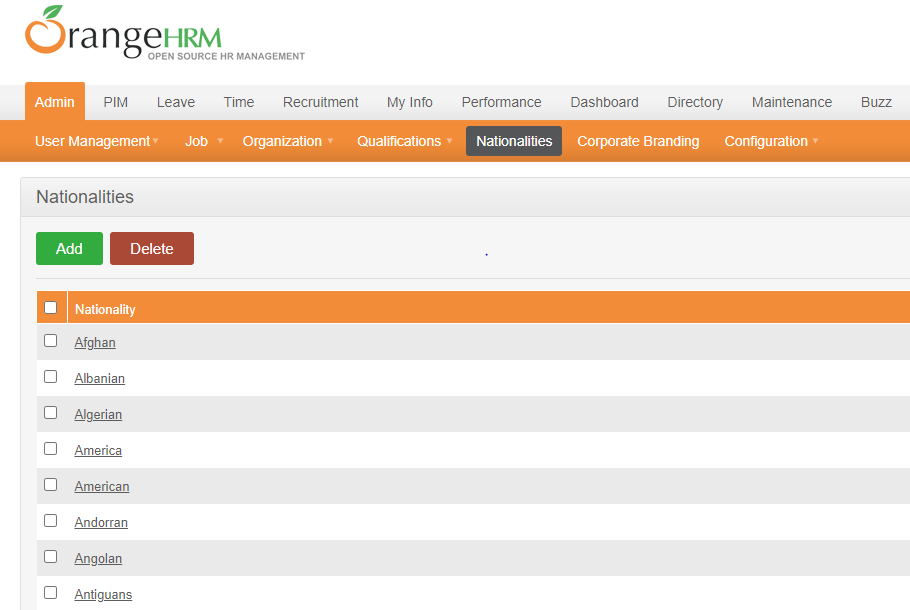 OrangeHRM
OPEN SOURCE HR MANAGEMENT
Admin PIM Leave Time Recruitment My Info Performance Dashboard Directory Maintenance Buzz
User Management Job Organization Qualifications Nationalities Corporate Branding Configuration
Nationalities
Add Delete
Nationality
Afghan
Albanian
Algerian
America
American
Andorran
Angolan
Antiguans